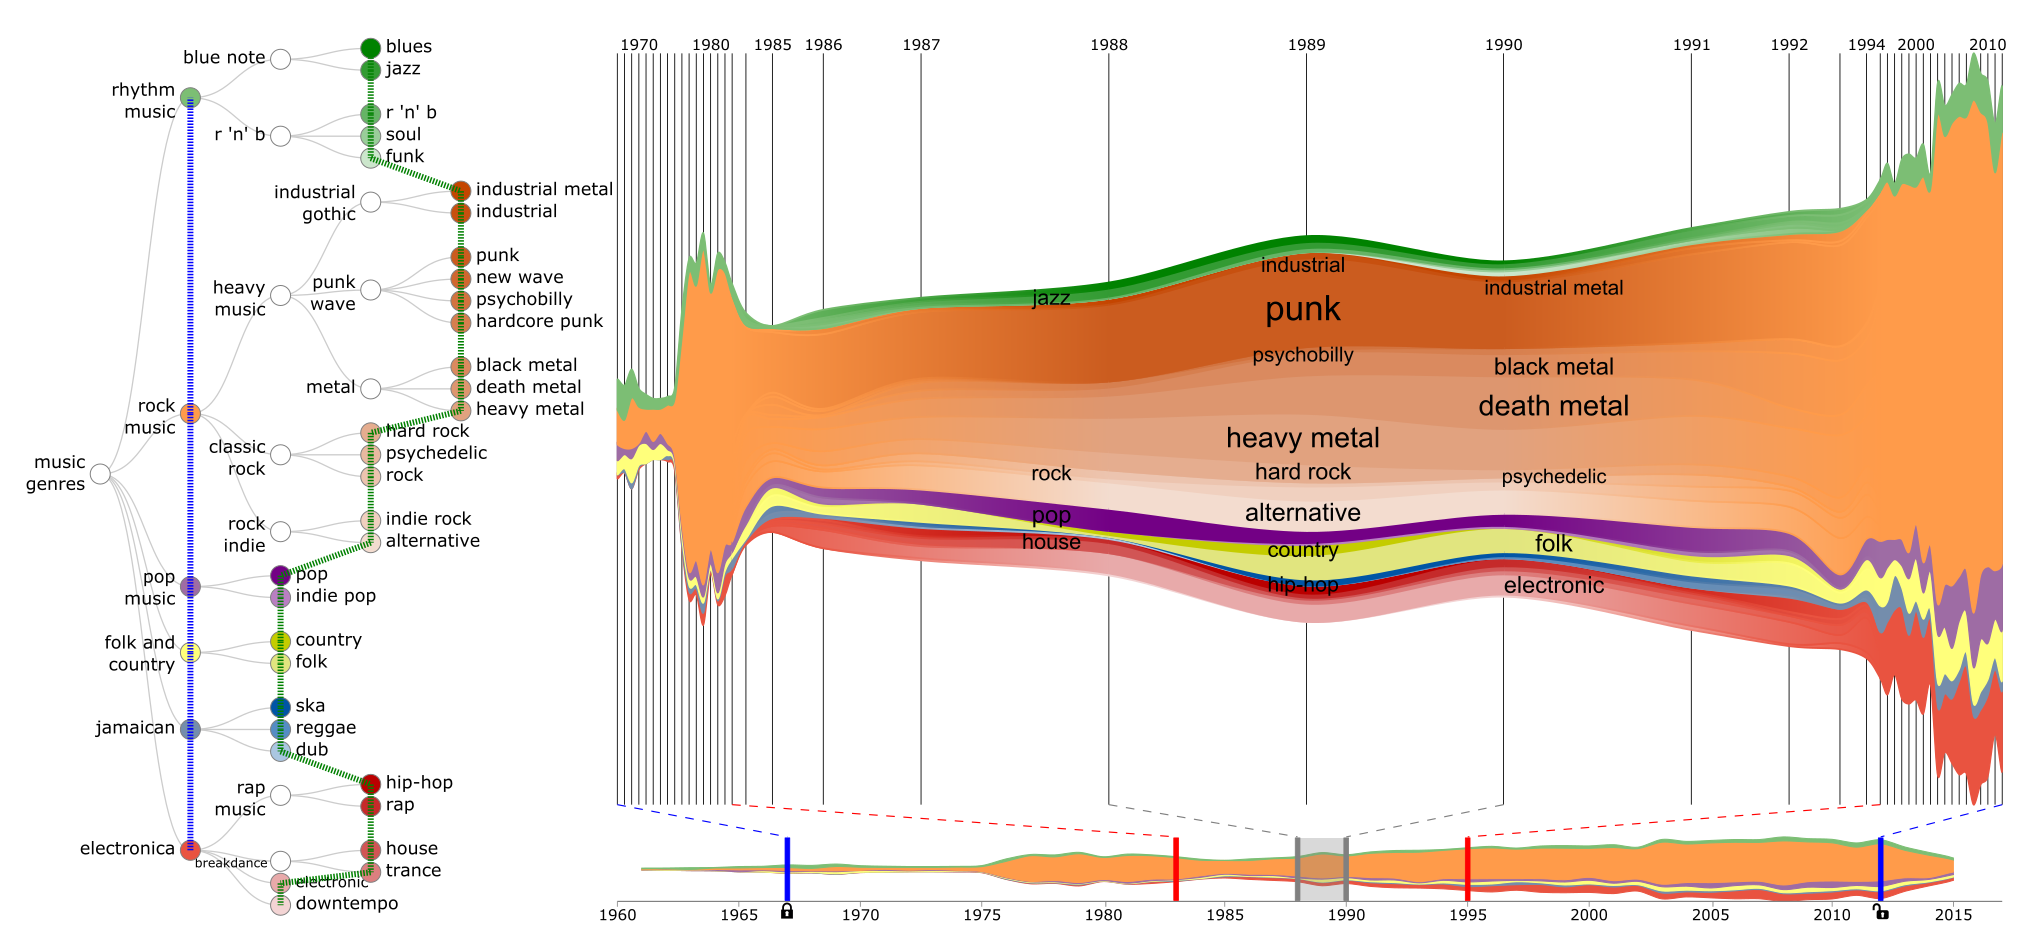 blues
blue note
jazz
rhythm
music
r 'n' b
r 'n' b
soul
funk
industrial metal
industrial
gothic
industrial
punk
new wave
heavy
music
punk
wave
psychobilly
hardcore punk
black metal
metal
death metal
heavy metal
rock
music
hard rock
classic
rock
psychedelic
rock
music
genres
indie rock
rock
indie
alternative
pop
pop
music
indie pop
country
folk and
country
folk
ska
jamaican
reggae
dub
hip-hop
rap
music
rap
electronica
house
breakdance
trance
electronic
downtempo
1970 1980 1985 1986 1987 1988 1989 1990 1991 1992 1994 2000 2010
industrial
industrial metal
jazz
punk
psychobilly
black metal
death metal
heavy metal
rock
hard rock
psychedelic
pop
alternative
house
country
folk
hip-hop
electronic
1960 1965 1970 1975 1980 1985 1990 1995 2000 2005 2010 2015